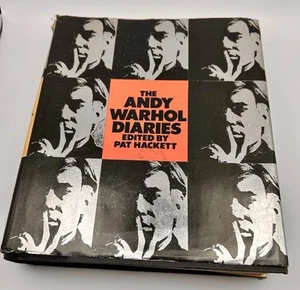 THE
ANDY
WARHOL
DIARIES
EDITED BY
PAT HACKETT